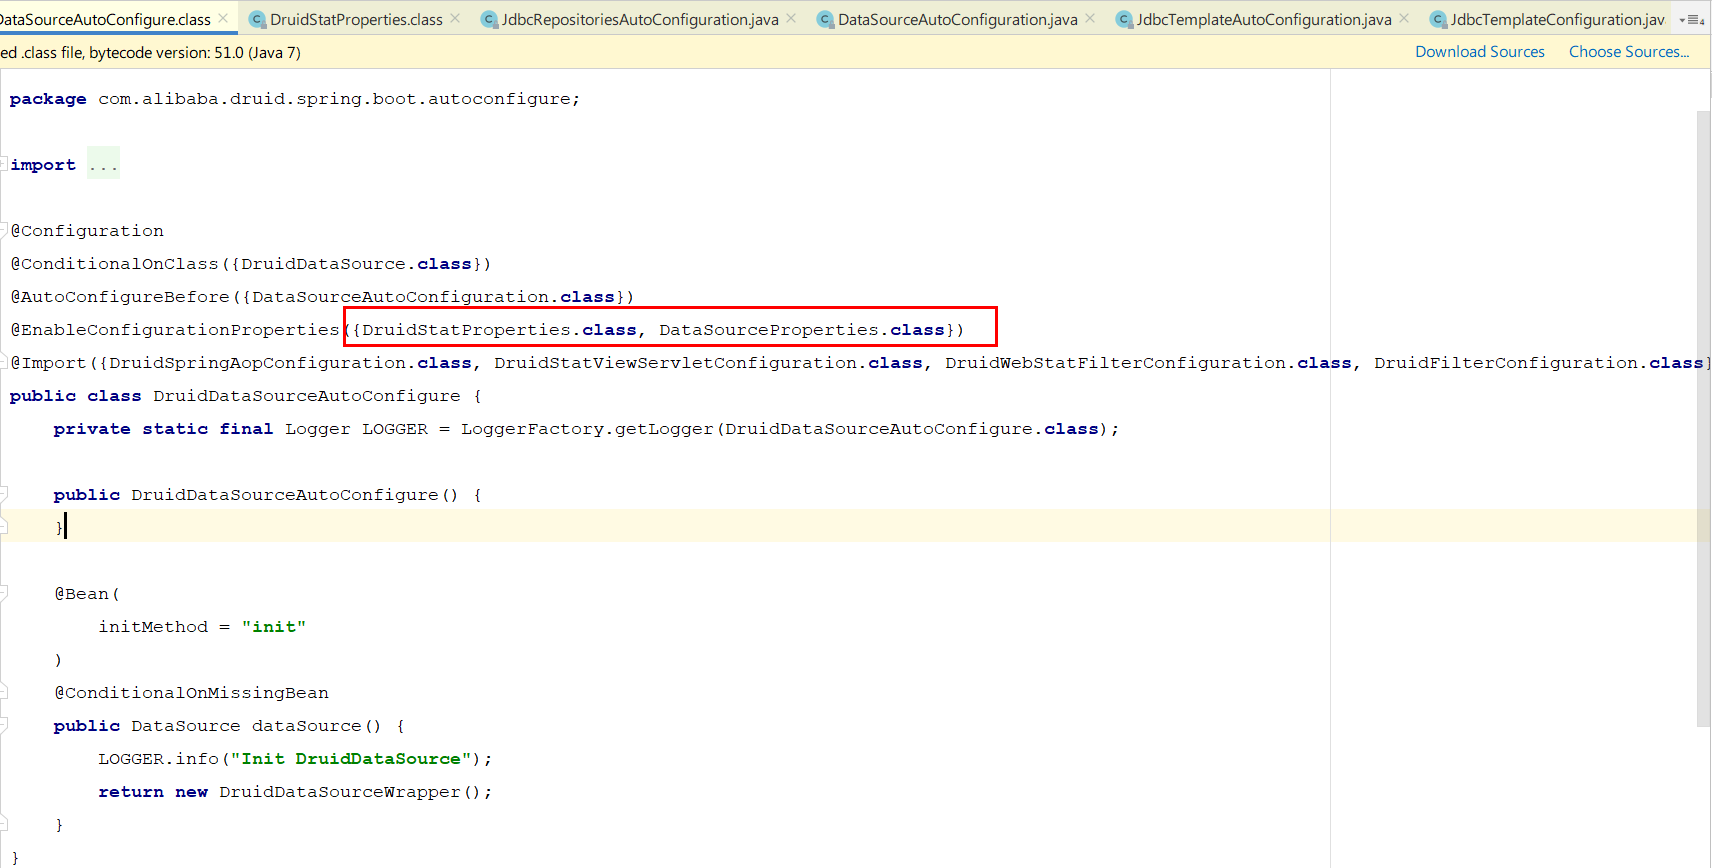 DataSourceAutoConfigure.class DruidStatProperties.class JdbcRepositoriesAutoConfiguration.java DataSourceAutoConfiguration.java JdbcTemplateAutoConfiguration.java JdbcTemplateConfiguration.jav 4
ed .class file, bytecode version: 51.0 (Java 7) Download Sources Choose Sources...
package com.alibaba.druid.spring.boot.autoconfigure;
import ...
@Configuration
@ConditionalOnClass({DruidDataSource.class})
@AutoConfigureBefore({DataSourceAutoConfiguration.class})
@EnableConfigurationProperties({DruidStatProperties.class, DataSourceProperties.class})
@Import({DruidSpringAopConfiguration.class, DruidStatViewServletConfiguration.class, DruidWebStatFilterConfiguration.class, DruidFilterConfiguration.class}
public class DruidDataSourceAutoConfigure {
    private static final Logger LOGGER = LoggerFactory.getLogger(DruidDataSourceAutoConfigure.class);
    public DruidDataSourceAutoConfigure() {
    }
    @Bean(
        initMethod = "init"
    )
    @ConditionalOnMissingBean
    public DataSource dataSource() {
        LOGGER.info("Init DruidDataSource");
        return new DruidDataSourceWrapper();
    }
}